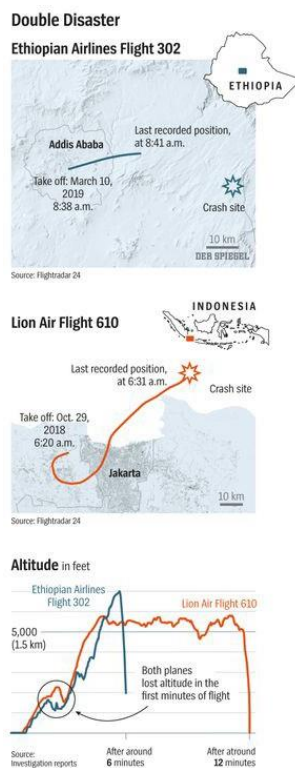 Double Disaster
Ethiopian Airlines Flight 302
ETHIOPIA
Addis Ababa
Last recorded position,
at 8:41 a.m.
Take off: March 10,
2019
8:38 a.m.
Crash site
10 km
DER SPIEGEL
Source: Flightradar 24
INDONESIA
Lion Air Flight 610
Last recorded position,
at 6:31 a.m.
Crash site
Take off: Oct. 29,
2018
6:20 a.m.
Jakarta
10 km
Source: Flightradar 24
Altitude in feet
Ethiopian Airlines
Flight 302
Lion Air Flight 610
5,000
(1.5 km)
Both planes
lost altitude in the
first minutes of flight
Source:
Investigation reports
After around
6 minutes
After atround
12 minutes